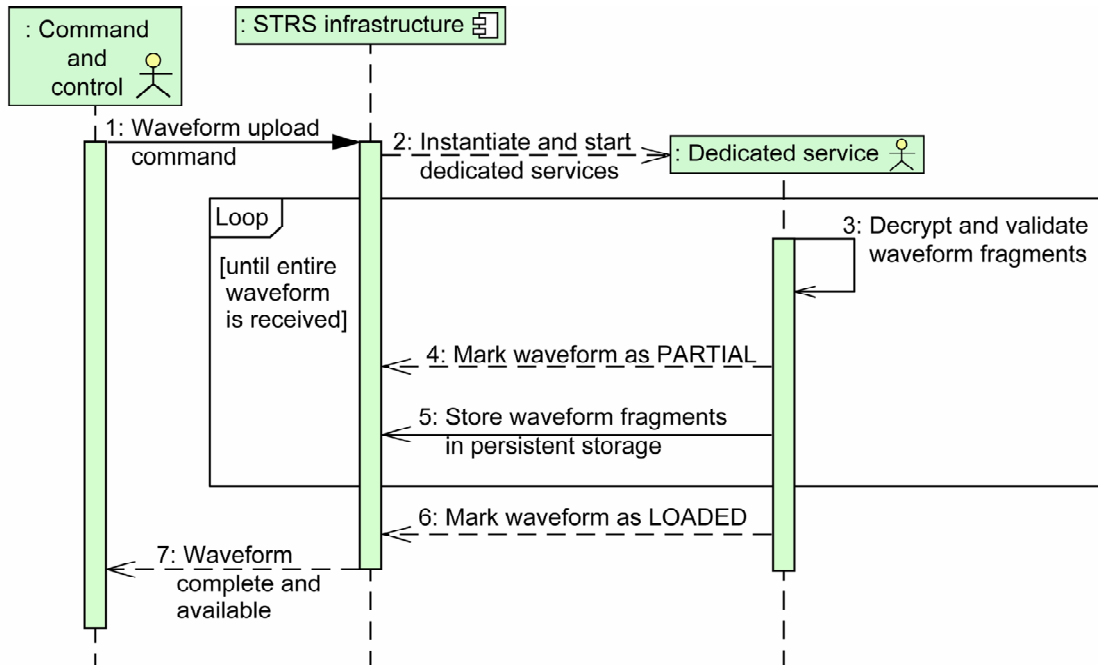 : Command
and
control
: STRS infrastructure
1: Waveform upload
command
2: Instantiate and start
dedicated services
: Dedicated service
Loop
[until entire
waveform
is received]
3: Decrypt and validate
waveform fragments
4: Mark waveform as PARTIAL
5: Store waveform fragments
in persistent storage
6: Mark waveform as LOADED
7: Waveform
complete and
available